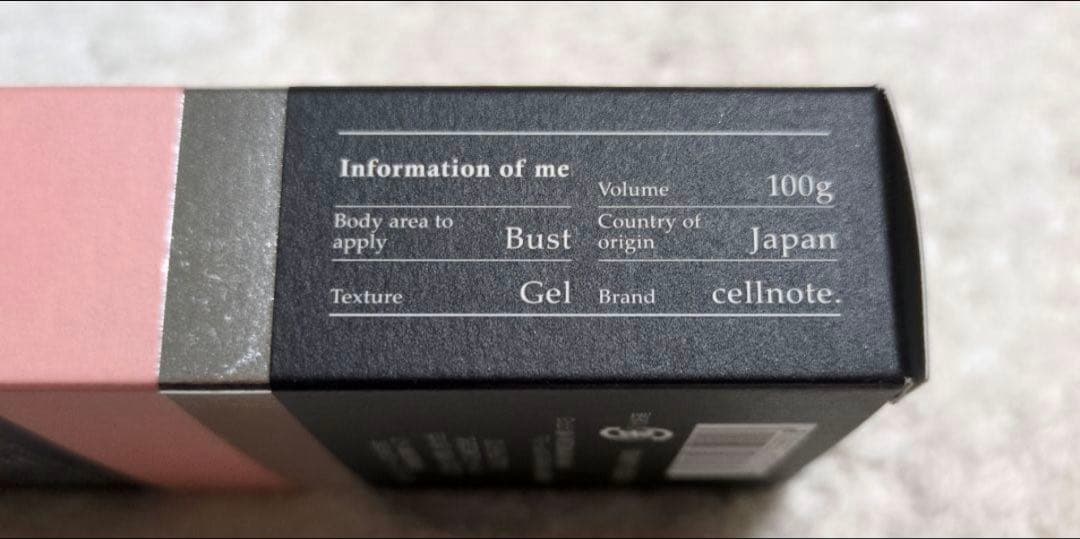 Information of me
Body area to
apply
Bust
Texture
Gel
Volume
100g
Country of
origin
Japan
Brand
cellnote.